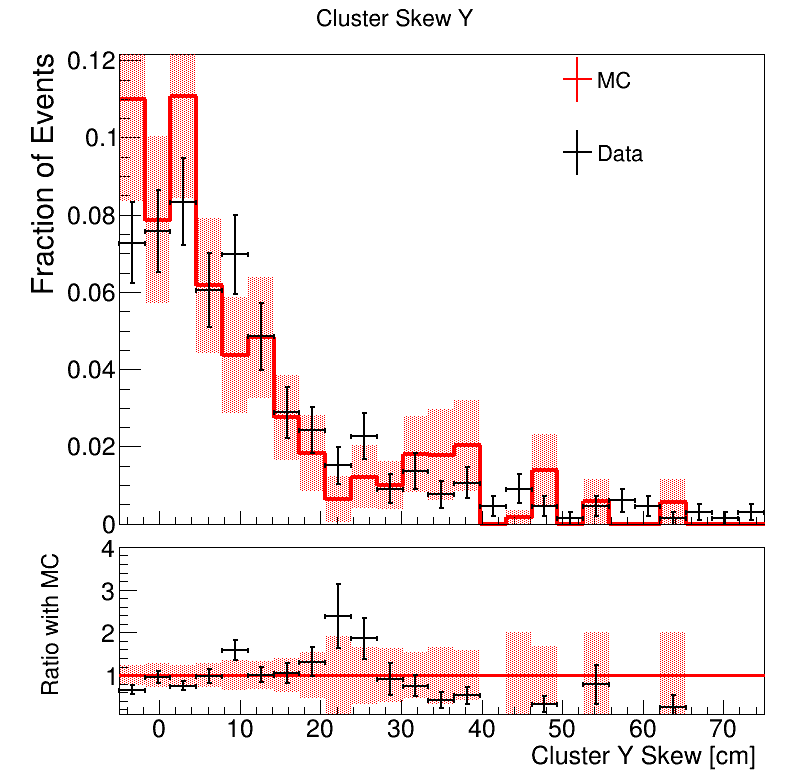 Cluster Skew Y
Fraction of Events
0.12
0.1
0.08
0.06
0.04
0.02
0
MC
Data
Ratio with MC
4
3
2
1
0 10 20 30 40 50 60 70
Cluster Y Skew [cm]